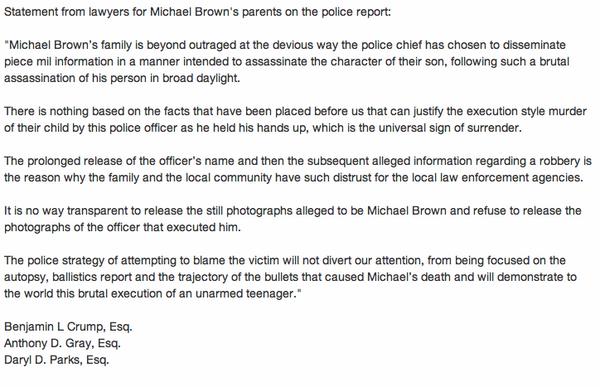 Statement from lawyers for Michael Brown's parents on the police report:
"Michael Brown's family is beyond outraged at the devious way the police chief has chosen to disseminate
piece mil information in a manner intended to assassinate the character of their son, following such a brutal
assassination of his person in broad daylight.
There is nothing based on the facts that have been placed before us that can justify the execution style murder
of their child by this police officer as he held his hands up, which is the universal sign of surrender.
The prolonged release of the officer's name and then the subsequent alleged information regarding a robbery is
the reason why the family and the local community have such distrust for the local law enforcement agencies.
It is no way transparent to release the still photographs alleged to be Michael Brown and refuse to release the
photographs of the officer that executed him.
The police strategy of attempting to blame the victim will not divert our attention, from being focused on the
autopsy, ballistics report and the trajectory of the bullets that caused Michael's death and will demonstrate to
the world this brutal execution of an unarmed teenager."
Benjamin L Crump, Esq.
Anthony D. Gray, Esq.
Daryl D. Parks, Esq.